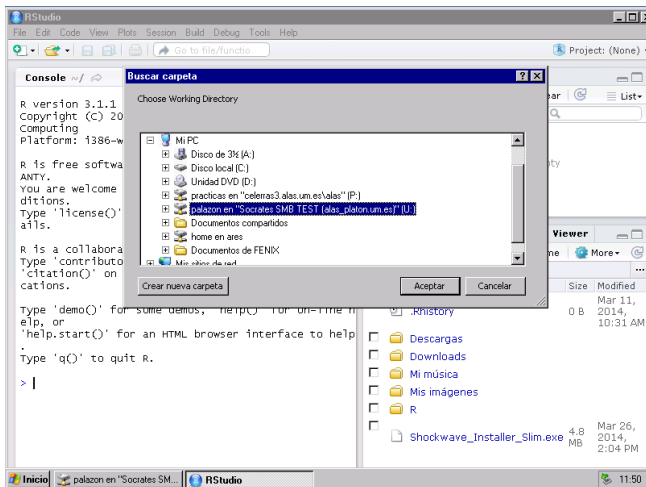 RStudio
File Edit Code View Plots Session Build Debug Tools Help
Go to file/functio
Project: (None)
Console ~/
Buscar carpeta
Choose Working Directory
Mi PC
Disco de 3½ (A:)
Disco local (C:)
Unidad DVD (D:)
practicas en "celerras3.alas.um.es\alas" (P:)
palazon en "Socrates SMB TEST (alas_platon.um.es)" (U:)
Documentos compartidos
home en ares
Documentos de FENIX
Mis sitios de red
Crear nueva carpeta
Aceptar
Cancelar
R version 3.1.1
Copyright (C) 20
Computing
Platform: i386-w
R is free softwa
ANTY.
You are welcome
ditions.
Type 'license()'
ails.
R is a collabora
Type 'contributo
'citation()' on
cations.
Type 'demo()' for some demos, 'help()' for on-line h
elp, or
'help.start()' for an HTML browser interface to help
.
Type 'q()' to quit R.
>
ear
List
pty
Viewer
me
More
Size Modified
.Rhistory
0 B
Mar 11, 2014, 10:31 AM
Descargas
Downloads
Mi música
Mis imágenes
R
Shockwave_Installer_Slim.exe
4.8 MB
Mar 26, 2014, 2:04 PM
Inicio
palazon en "Socrates SM...
RStudio
11:50